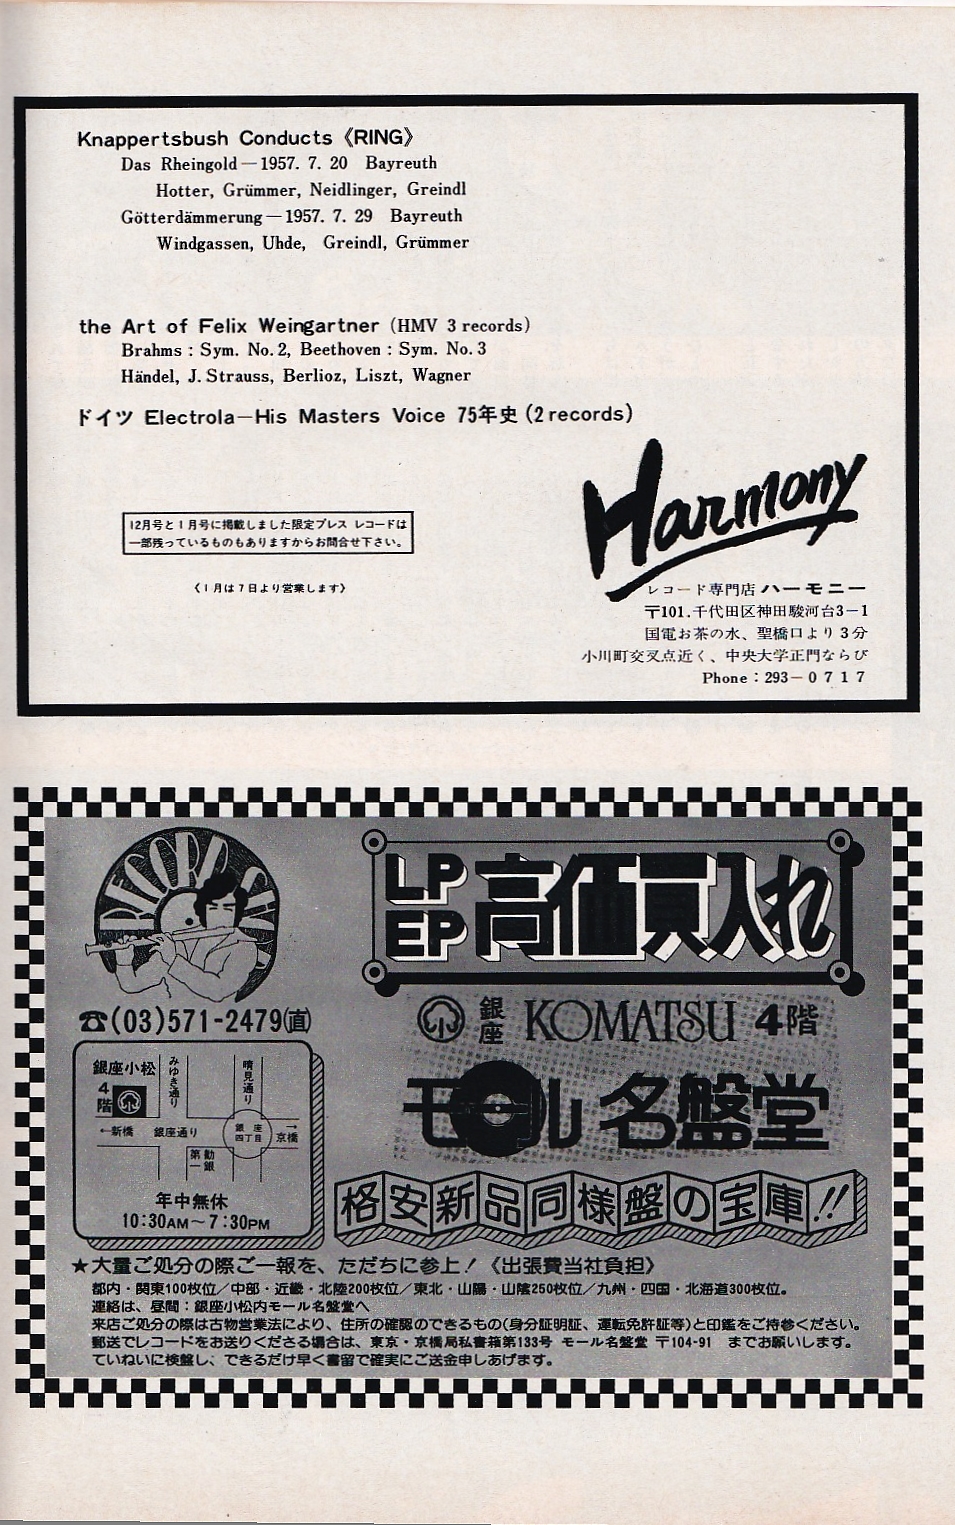 Knappertsbush Conducts《RING》
Das Rheingold—1957. 7. 20 Bayreuth
Hotter, Grümmer, Neidlinger, Greindl
Götterdämmerung—1957. 7. 29 Bayreuth
Windgassen, Uhde, Greindl, Grümmer
the Art of Felix Weingartner (HMV 3 records)
Brahms : Sym. No. 2, Beethoven : Sym. No. 3
Händel, J. Strauss, Berlioz, Liszt, Wagner
ドイツ Electrola—His Masters Voice 75年史 (2 records)
12月号と1月号に掲載しました限定プレス レコードは
一部残っているものもありますからお問合せ下さい。
《1月は7日より営業します》
Harmony
レコード専門店 ハーモニー
〒101.千代田区神田駿河台3−1
国電お茶の水、聖橋口より3分
小川町交叉点近く、中央大学正門ならび
Phone : 293−0717
RECORD
LP EP 高価買入れ
☎(03)571-2479(直)
銀座 KOMATSU 4階
モール名盤堂
銀座小松
4階
みゆき通り
晴見通り
←新橋 銀座通り
銀座四丁目
→京橋
第一勧銀
年中無休
10:30AM〜7:30PM
格安新品同様盤の宝庫!!
★大量ご処分の際ご一報を、ただちに参上!《出張費当社負担》
都内・関東100枚位/中部・近畿・北陸200枚位/東北・山陽・山陰250枚位/九州・四国・北海道300枚位。
連絡は、昼間：銀座小松内モール名盤堂へ
来店ご処分の際は古物営業法により、住所の確認のできるもの(身分証明証、運転免許証等)と印鑑をご持参ください。
郵送でレコードをお送りくださる場合は、東京・京橋局私書箱第133号 モール名盤堂 〒104-91 までお願いします。
ていねいに検盤し、できるだけ早く書留で確実にご送金申しあげます。